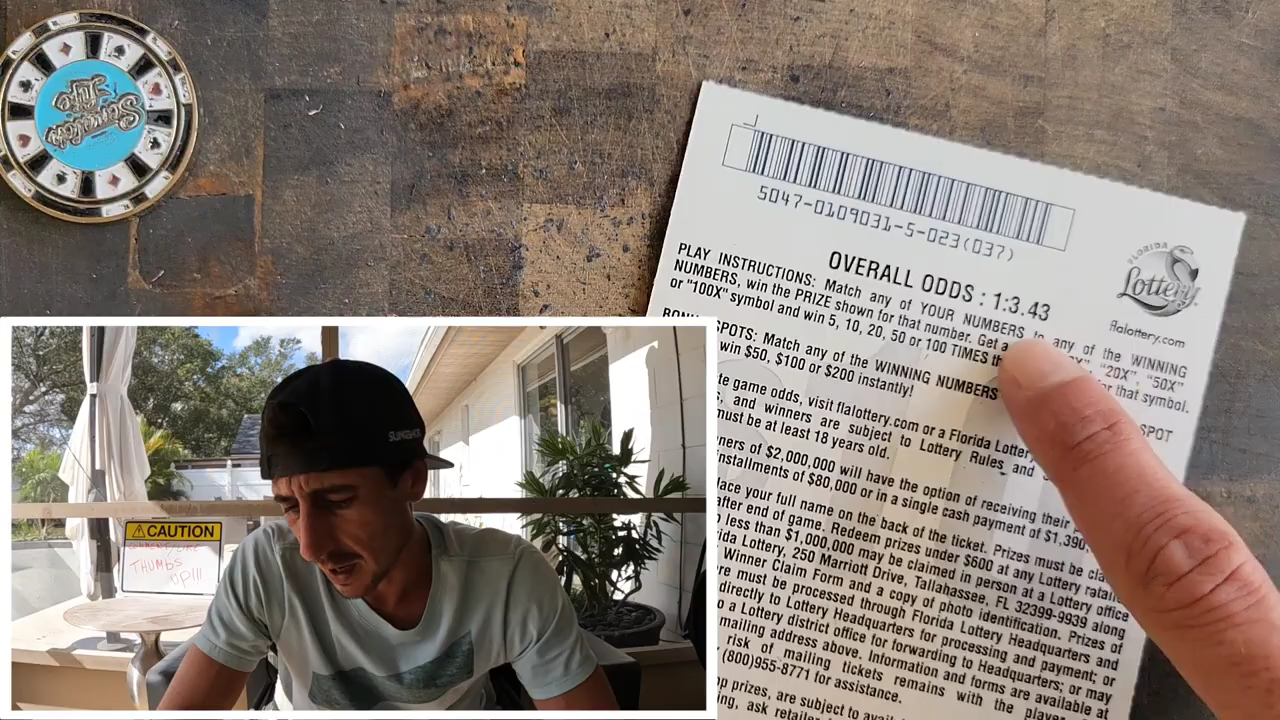 5047-0109031-5-023(037)
OVERALL ODDS : 1:3.43
FLORIDA
Lottery
flalottery.com
PLAY INSTRUCTIONS: Match any of YOUR NUMBERS to any of the WINNING
NUMBERS, win the PRIZE shown for that number. Get a "20X", "50X"
or "100X" symbol and win 5, 10, 20, 50 or 100 TIMES that symbol.
SPOTS: Match any of the WINNING NUMBERS SPOT
win $50, $100 or $200 instantly!
game odds, visit flalottery.com or a Florida Lottery
and winners are subject to Lottery Rules and
must be at least 18 years old.
of $2,000,000 will have the option of receiving their
installments of $80,000 or in a single cash payment of $1,390,
your full name on the back of the ticket. Prizes must be
after end of game. Redeem prizes under $600 at any Lottery
less than $1,000,000 may be claimed in person at a Lottery office
Lottery, 250 Marriott Drive, Tallahassee, FL 32399-9939 along
Winner Claim Form and a copy of photo identification. Prizes of
must be processed through Florida Lottery Headquarters and
directly to Lottery Headquarters for processing and payment; or
a Lottery district office for forwarding to Headquarters; or may
mailing address above. Information and forms are available at
risk of mailing tickets remains with the
(800)955-8771 for assistance.
prizes, are subject to
ask retailer
Scratch
Life
CAUTION
THUMBS
UP!!!